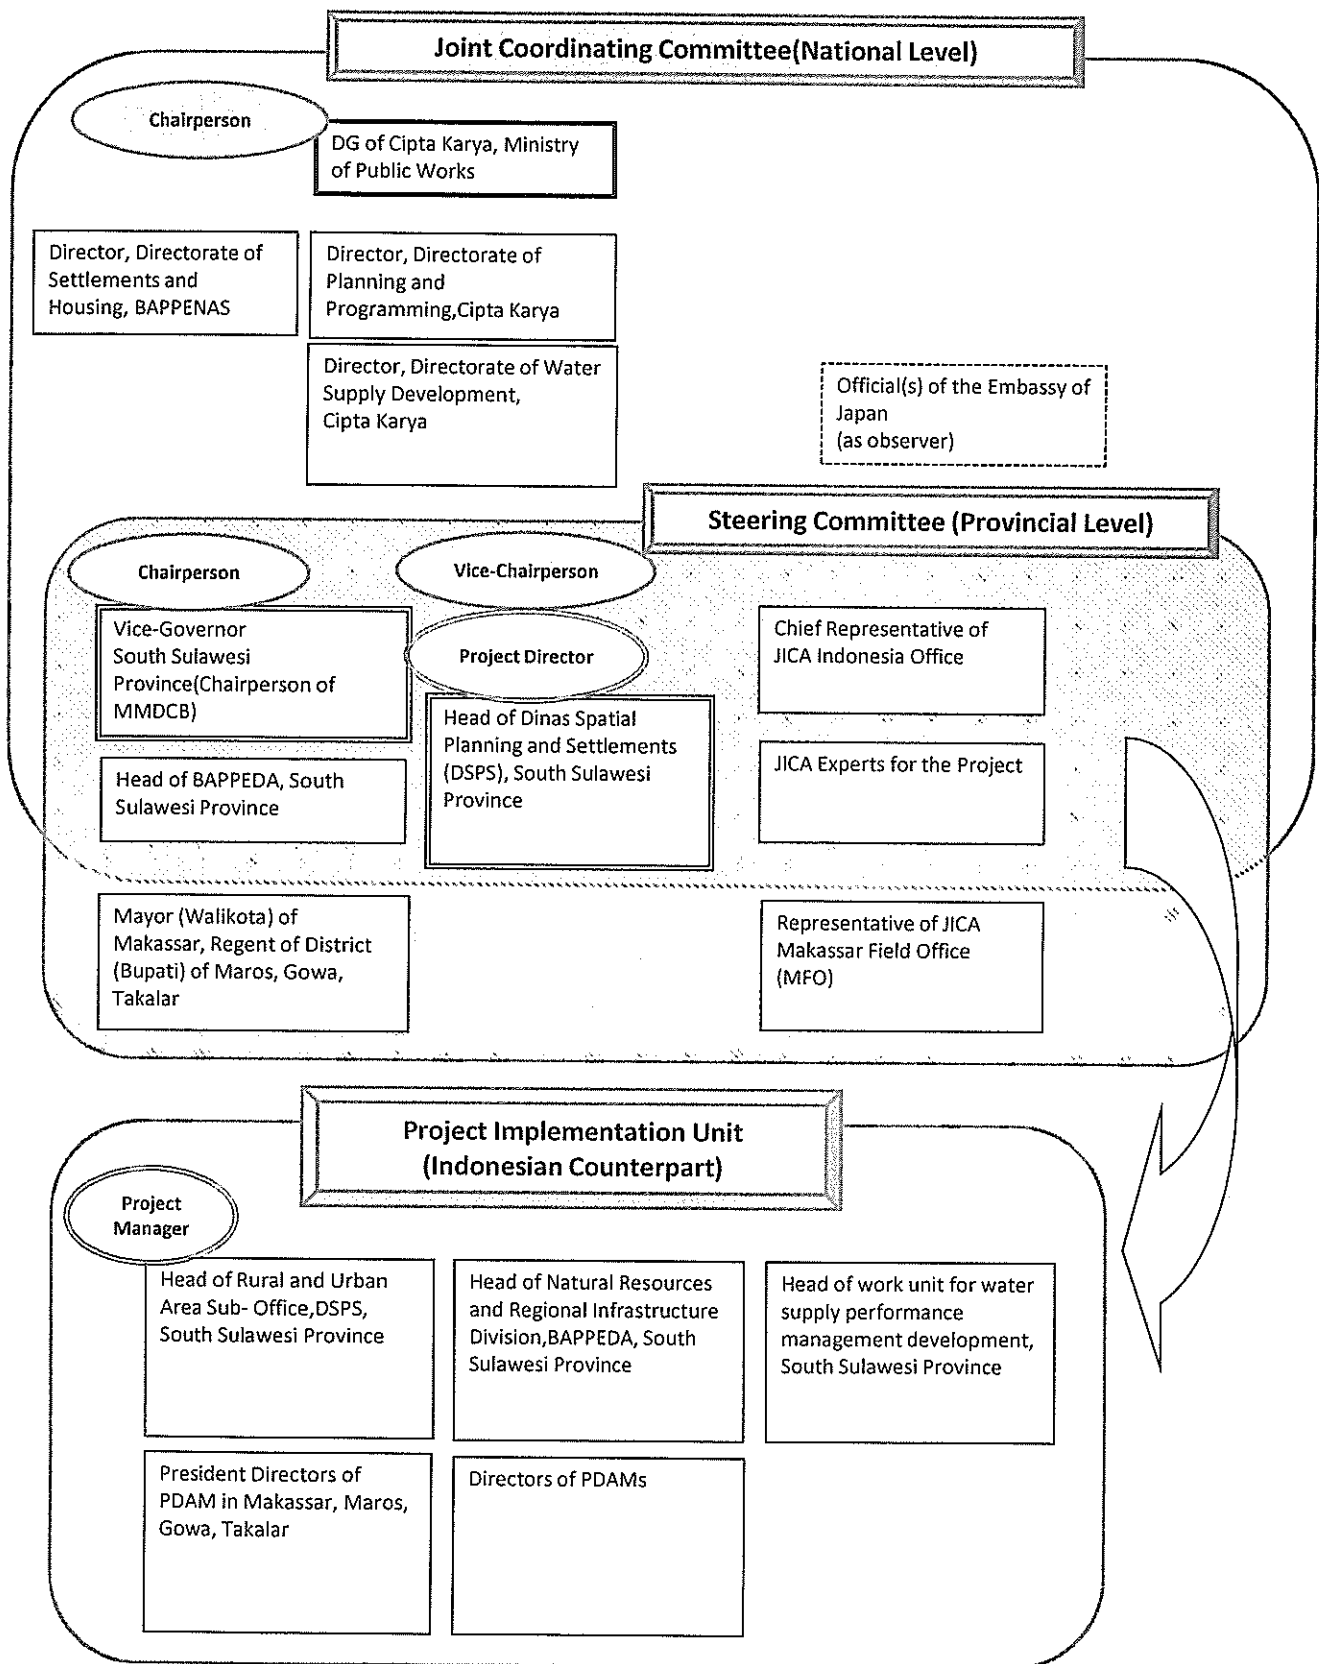 Joint Coordinating Committee(National Level)
Chairperson
DG of Cipta Karya, Ministry
of Public Works
Director, Directorate of
Settlements and
Housing, BAPPENAS
Director, Directorate of
Planning and
Programming,Cipta Karya
Director, Directorate of Water
Supply Development,
Cipta Karya
Official(s) of the Embassy of
Japan
(as observer)
Steering Committee (Provincial Level)
Chairperson
Vice-Chairperson
Vice-Governor
South Sulawesi
Province(Chairperson of
MMDCB)
Project Director
Head of Dinas Spatial
Planning and Settlements
(DSPS), South Sulawesi
Province
Chief Representative of
JICA Indonesia Office
Head of BAPPEDA, South
Sulawesi Province
JICA Experts for the Project
Mayor (Walikota) of
Makassar, Regent of District
(Bupati) of Maros, Gowa,
Takalar
Representative of JICA
Makassar Field Office
(MFO)
Project Implementation Unit
(Indonesian Counterpart)
Project
Manager
Head of Rural and Urban
Area Sub- Office,DSPS,
South Sulawesi Province
Head of Natural Resources
and Regional Infrastructure
Division,BAPPEDA, South
Sulawesi Province
Head of work unit for water
supply performance
management development,
South Sulawesi Province
President Directors of
PDAM in Makassar, Maros,
Gowa, Takalar
Directors of PDAMs